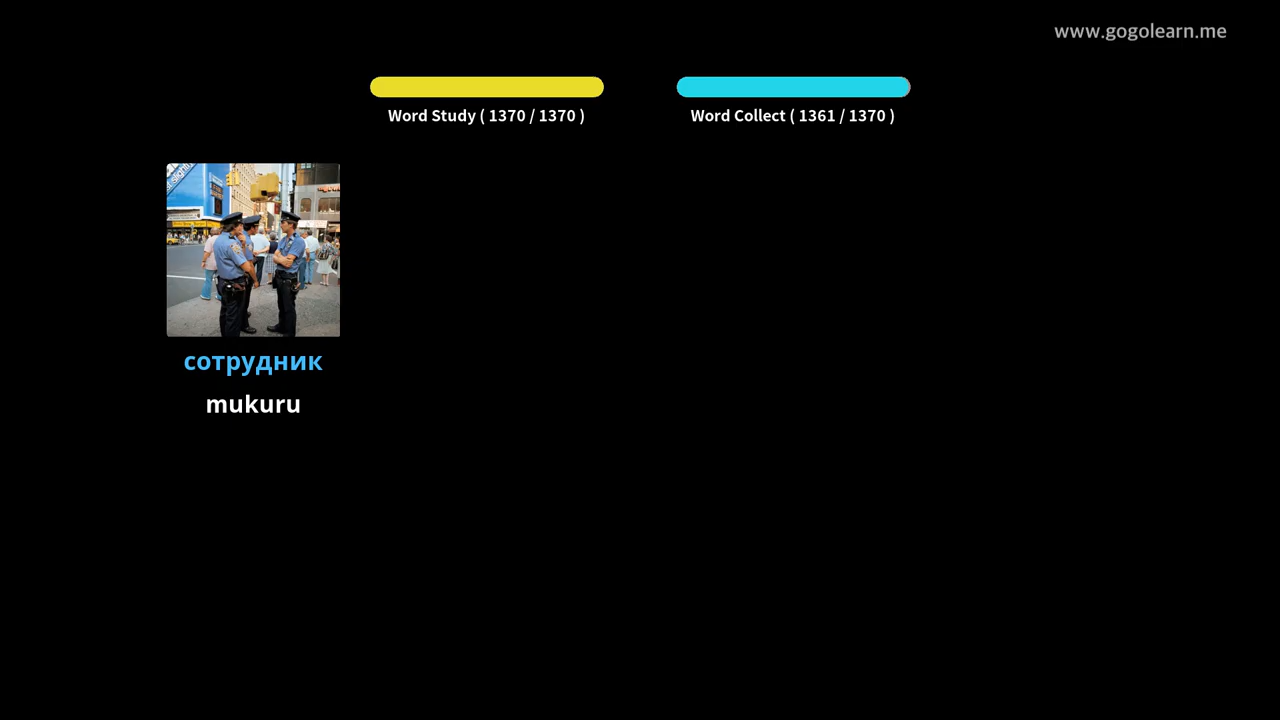 www.gogolearn.me
Word Study ( 1370 / 1370 )
Word Collect ( 1361 / 1370 )
сотрудник
mukuru